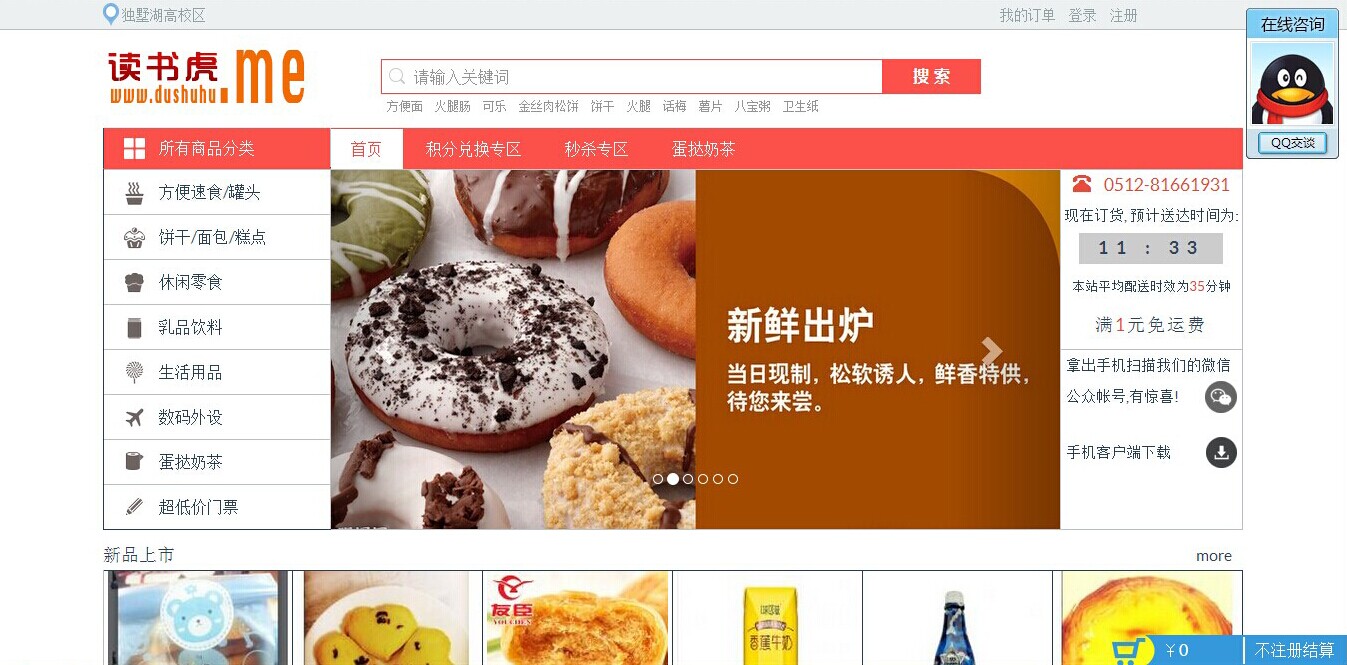 独墅湖高校区
我的订单 登录 注册
在线咨询
QQ交谈
读书虎.me
www.dushuhu
请输入关键词
搜索
方便面 火腿肠 可乐 金丝肉松饼 饼干 火腿 话梅 薯片 八宝粥 卫生纸
所有商品分类
首页 积分兑换专区 秒杀专区 蛋挞奶茶
方便速食/罐头
饼干/面包/糕点
休闲零食
乳品饮料
生活用品
数码外设
蛋挞奶茶
超低价门票
新鲜出炉
当日现制，松软诱人，鲜香特供，
待您来尝。
0512-81661931
现在订货,预计送达时间为:
11 : 33
本站平均配送时效为35分钟
满1元免运费
拿出手机扫描我们的微信
公众帐号,有惊喜!
手机客户端下载
新品上市
more
友臣
YOUCHEN
香蕉牛奶
￥0
不注册结算